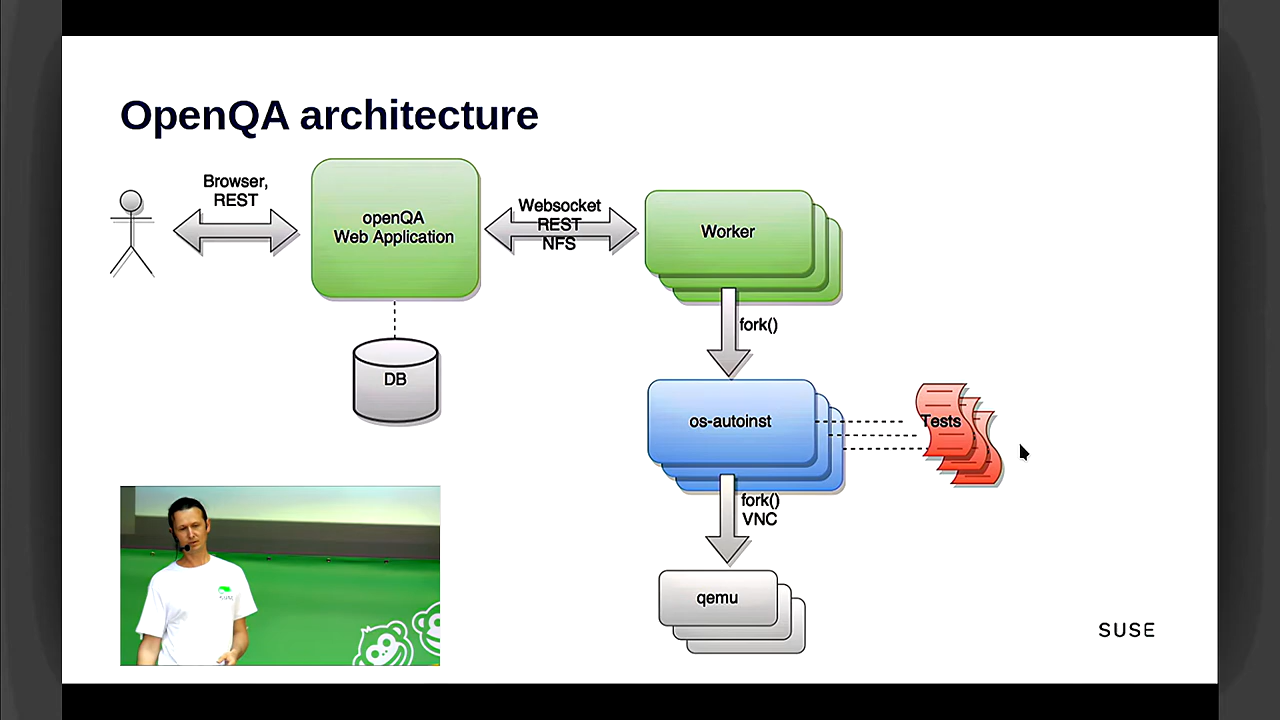 OpenQA architecture
Browser,
REST
openQA
Web Application
Websocket
REST
NFS
Worker
fork()
DB
os-autoinst
Tests
fork()
VNC
qemu
SUSE